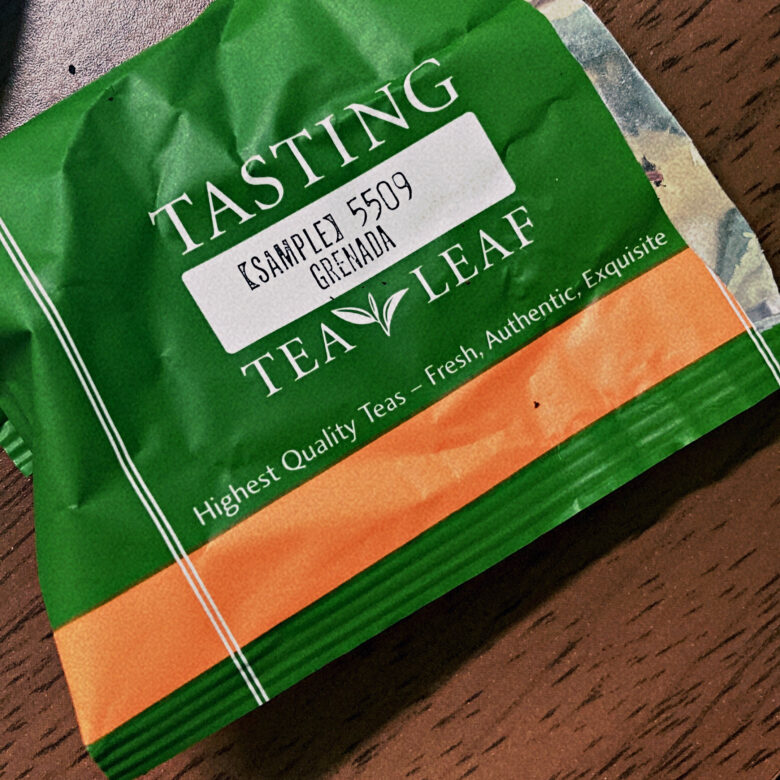 TASTING
【SAMPLE】 5509
GRENADA
TEA LEAF
Highest Quality Teas – Fresh, Authentic, Exquisite